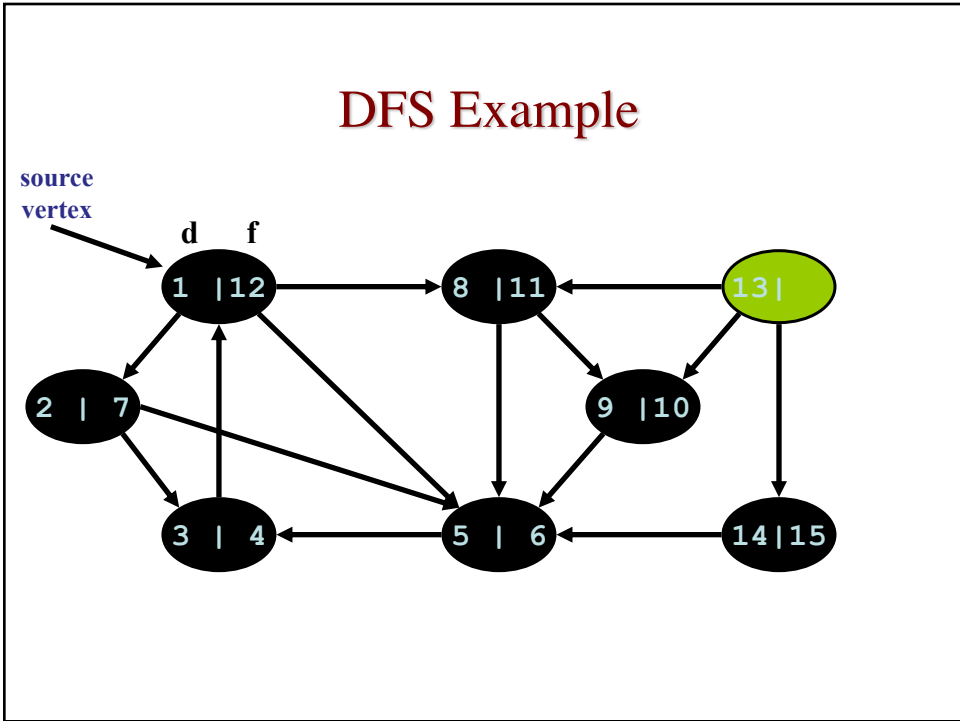 DFS Example
source
vertex
d f
1 |12 8 |11 13|
2 | 7 9 |10
3 | 4 5 | 6 14|15